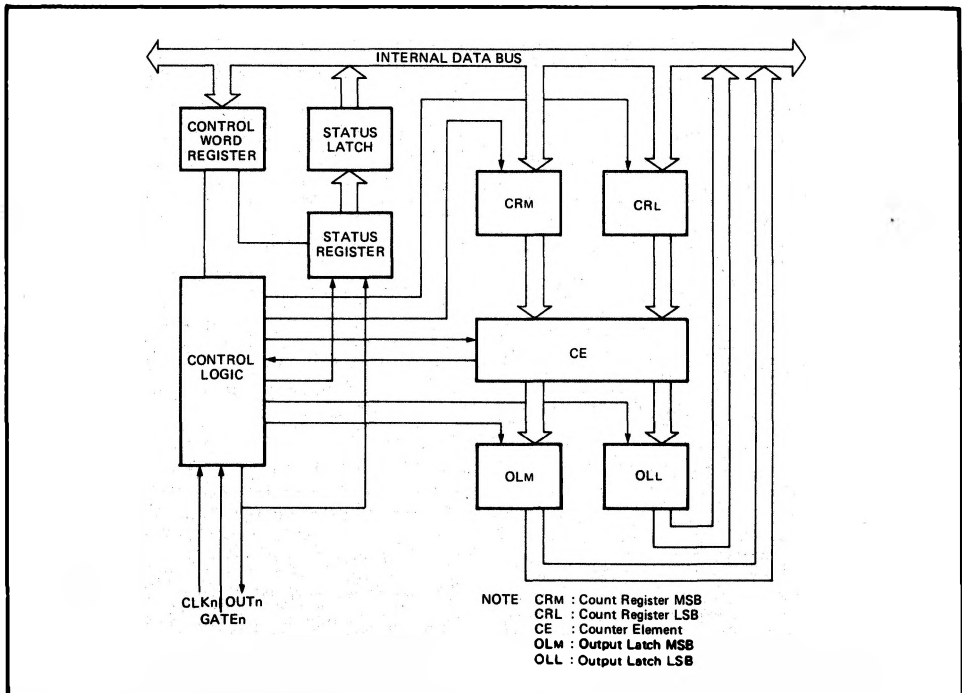 INTERNAL DATA BUS
CONTROL
WORD
REGISTER
STATUS
LATCH
CRM
CRL
STATUS
REGISTER
CONTROL
LOGIC
CE
OLM
OLL
CLKn
OUTn
GATEn
NOTE CRM : Count Register MSB
CRL : Count Register LSB
CE : Counter Element
OLM : Output Latch MSB
OLL : Output Latch LSB